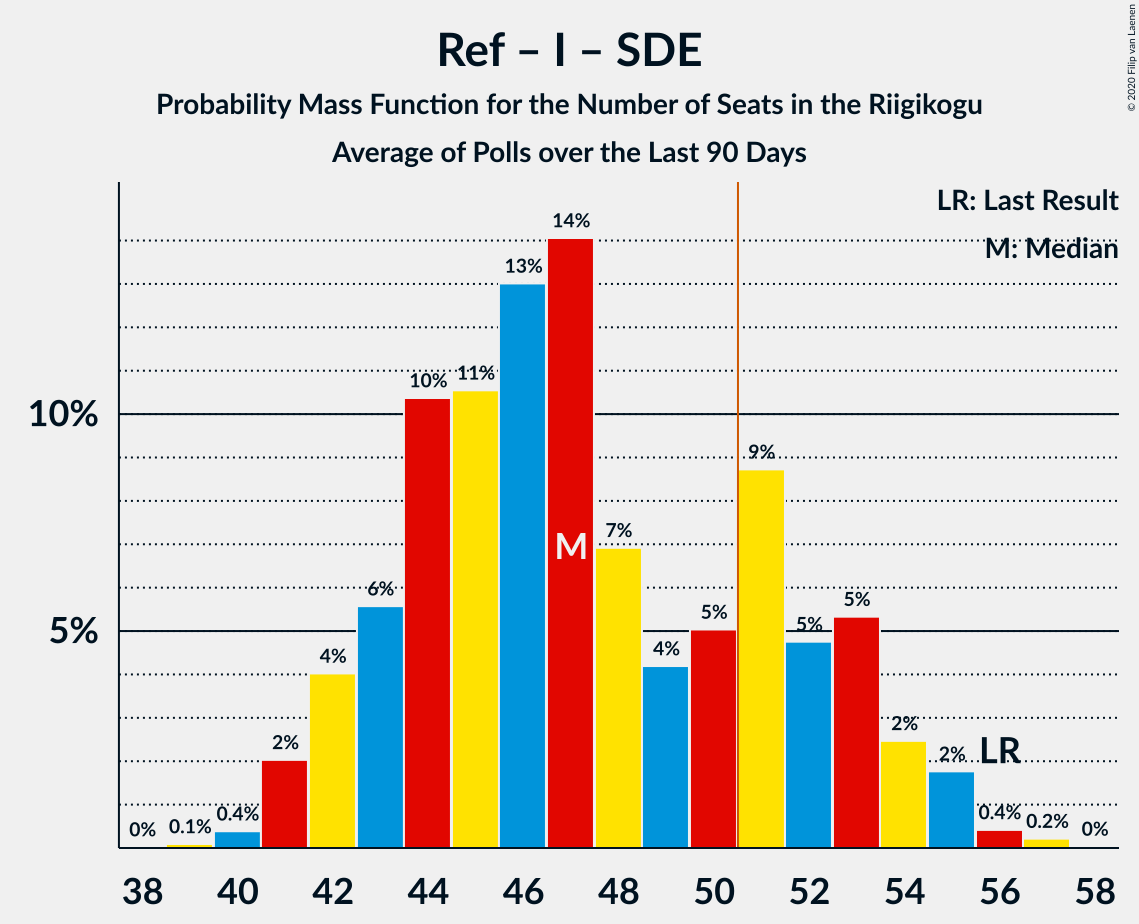 Ref – I – SDE
Probability Mass Function for the Number of Seats in the Riigikogu
Average of Polls over the Last 90 Days
© 2020 Filip van Laenen
LR: Last Result
M: Median
10%
5%
0%
0.1%
0.4%
2%
4%
6%
10%
11%
13%
14%
7%
4%
5%
9%
5%
5%
2%
2%
0.4%
0.2%
0%
M
LR
38 40 42 44 46 48 50 52 54 56 58